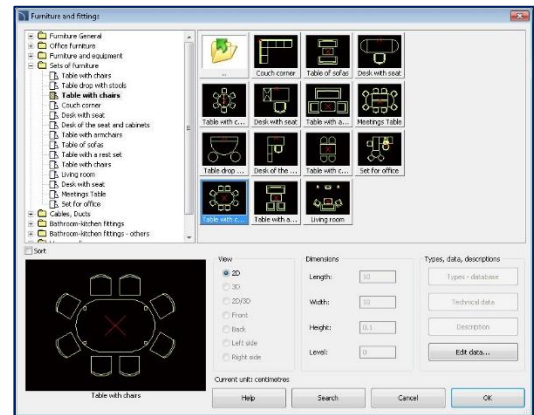 Furniture and fittings
Furniture General
Office furniture
Furniture and equipment
Sets of furniture
Table with chairs
Table drop with stools
Table with chairs
Couch corner
Desk with seat
Desk of the seat and cabinets
Table with armchairs
Table of sofas
Table with a rest set
Table with chairs
Living room
Desk with seat
Meetings Table
Set for office
Cables, Ducts
Bathroom-kitchen fittings
Bathroom-kitchen fittings - others
..
Couch corner
Table of sofas
Desk with seat
Table with c...
Desk with seat
Table with a...
Meetings Table
Table drop ...
Desk of the ...
Table with c...
Set for office
Table with c...
Table with a...
Living room
Sort
View
2D
3D
2D/3D
Front
Back
Left side
Right side
Dimensions
Length: 10
Width: 10
Height: 0.1
Level: 0
Types, data, descriptions
Types - database
Technical data
Description
Edit data...
Table with chairs
Current units centimetres
Help
Search
Cancel
OK